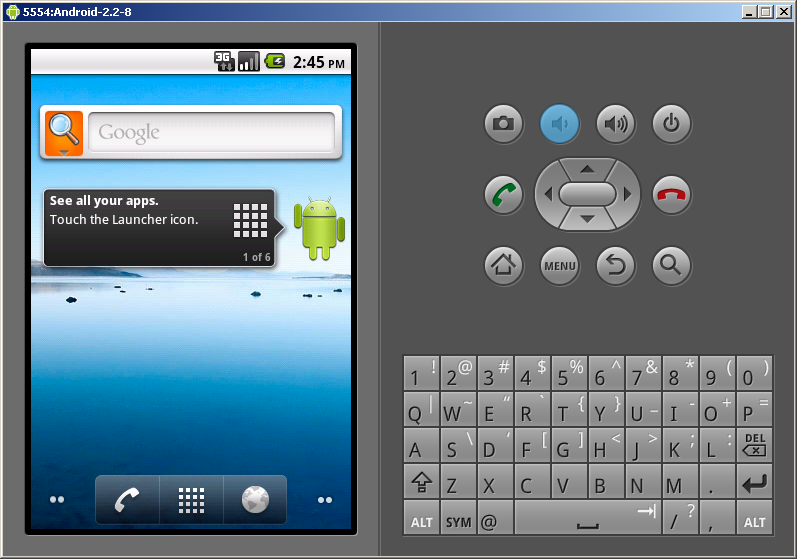 5554:Android-2.2-8
3G
2:45 PM
Google
See all your apps.
Touch the Launcher icon.
1 of 6
MENU
1 ! 2 @ 3 # 4 $ 5 % 6 ^ 7 & 8 * 9 ( 0 )
Q | W ~ E “ R ` T { Y } U _ I - O + P =
A S \ D ‘ F [ G ] H < J > K ; L : DEL
Z X C V B N M .
ALT SYM @ / ? , ALT